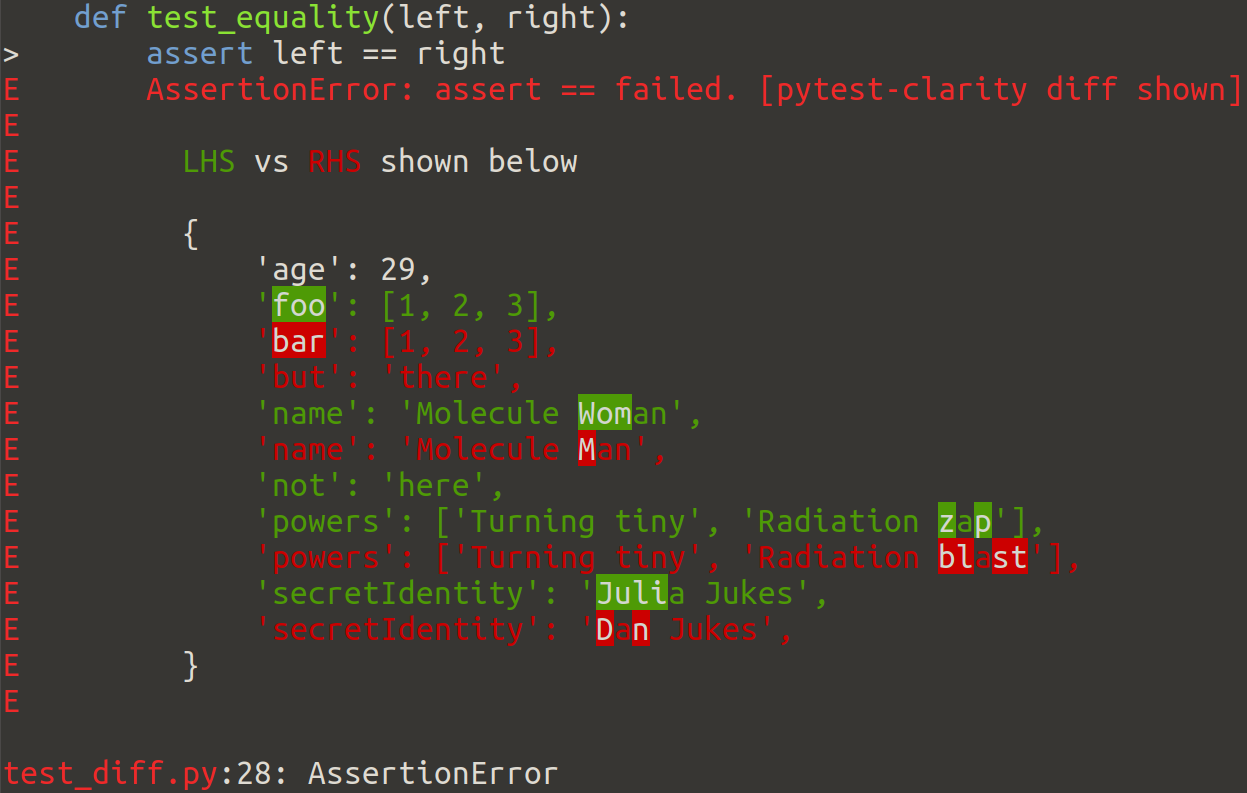 def test_equality(left, right):
> assert left == right
E AssertionError: assert == failed. [pytest-clarity diff shown]
E
E LHS vs RHS shown below
E
E {
E 'age': 29,
E 'foo': [1, 2, 3],
E 'bar': [1, 2, 3],
E 'but': 'there',
E 'name': 'Molecule Woman',
E 'name': 'Molecule Man',
E 'not': 'here',
E 'powers': ['Turning tiny', 'Radiation zap'],
E 'powers': ['Turning tiny', 'Radiation blast'],
E 'secretIdentity': 'Julia Jukes',
E 'secretIdentity': 'Dan Jukes',
E }
E
test_diff.py:28: AssertionError